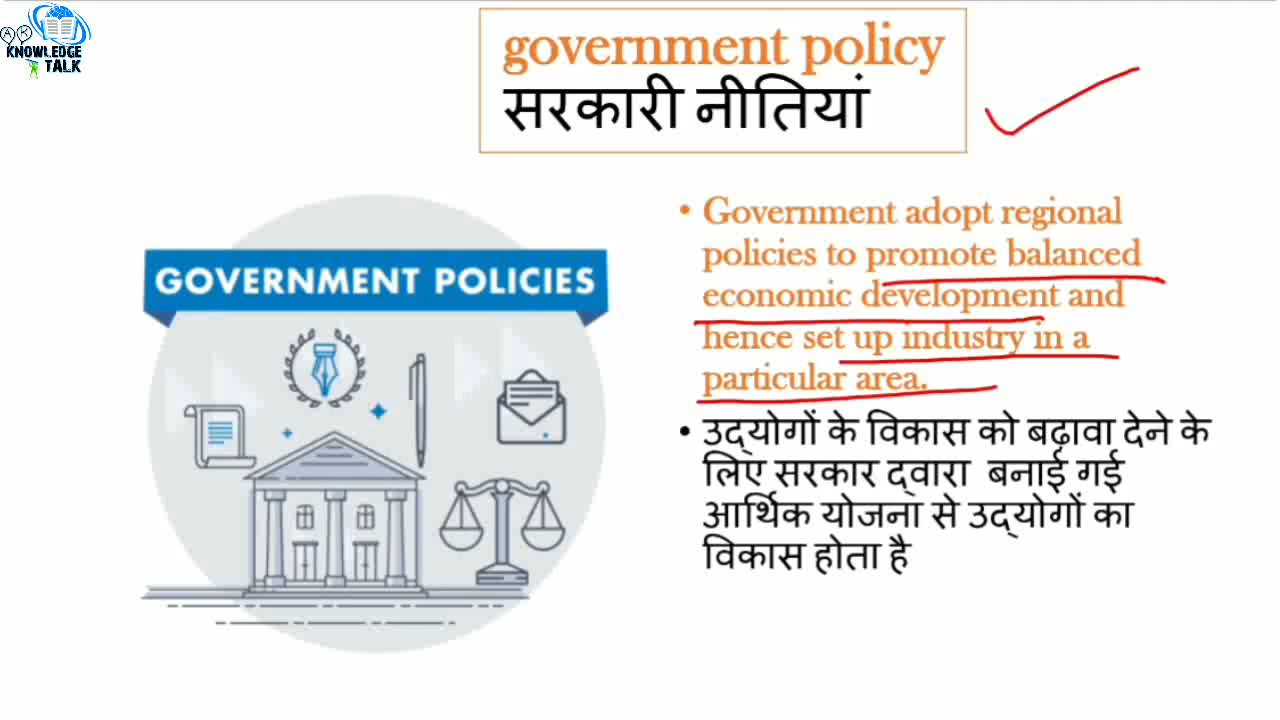 AK
KNOWLEDGE
TALK
government policy
सरकारी नीतियां
GOVERNMENT POLICIES
• Government adopt regional
policies to promote balanced
economic development and
hence set up industry in a
particular area.
• उद्योगों के विकास को बढ़ावा देने के
लिए सरकार द्वारा बनाई गई
आर्थिक योजना से उद्योगों का
विकास होता है